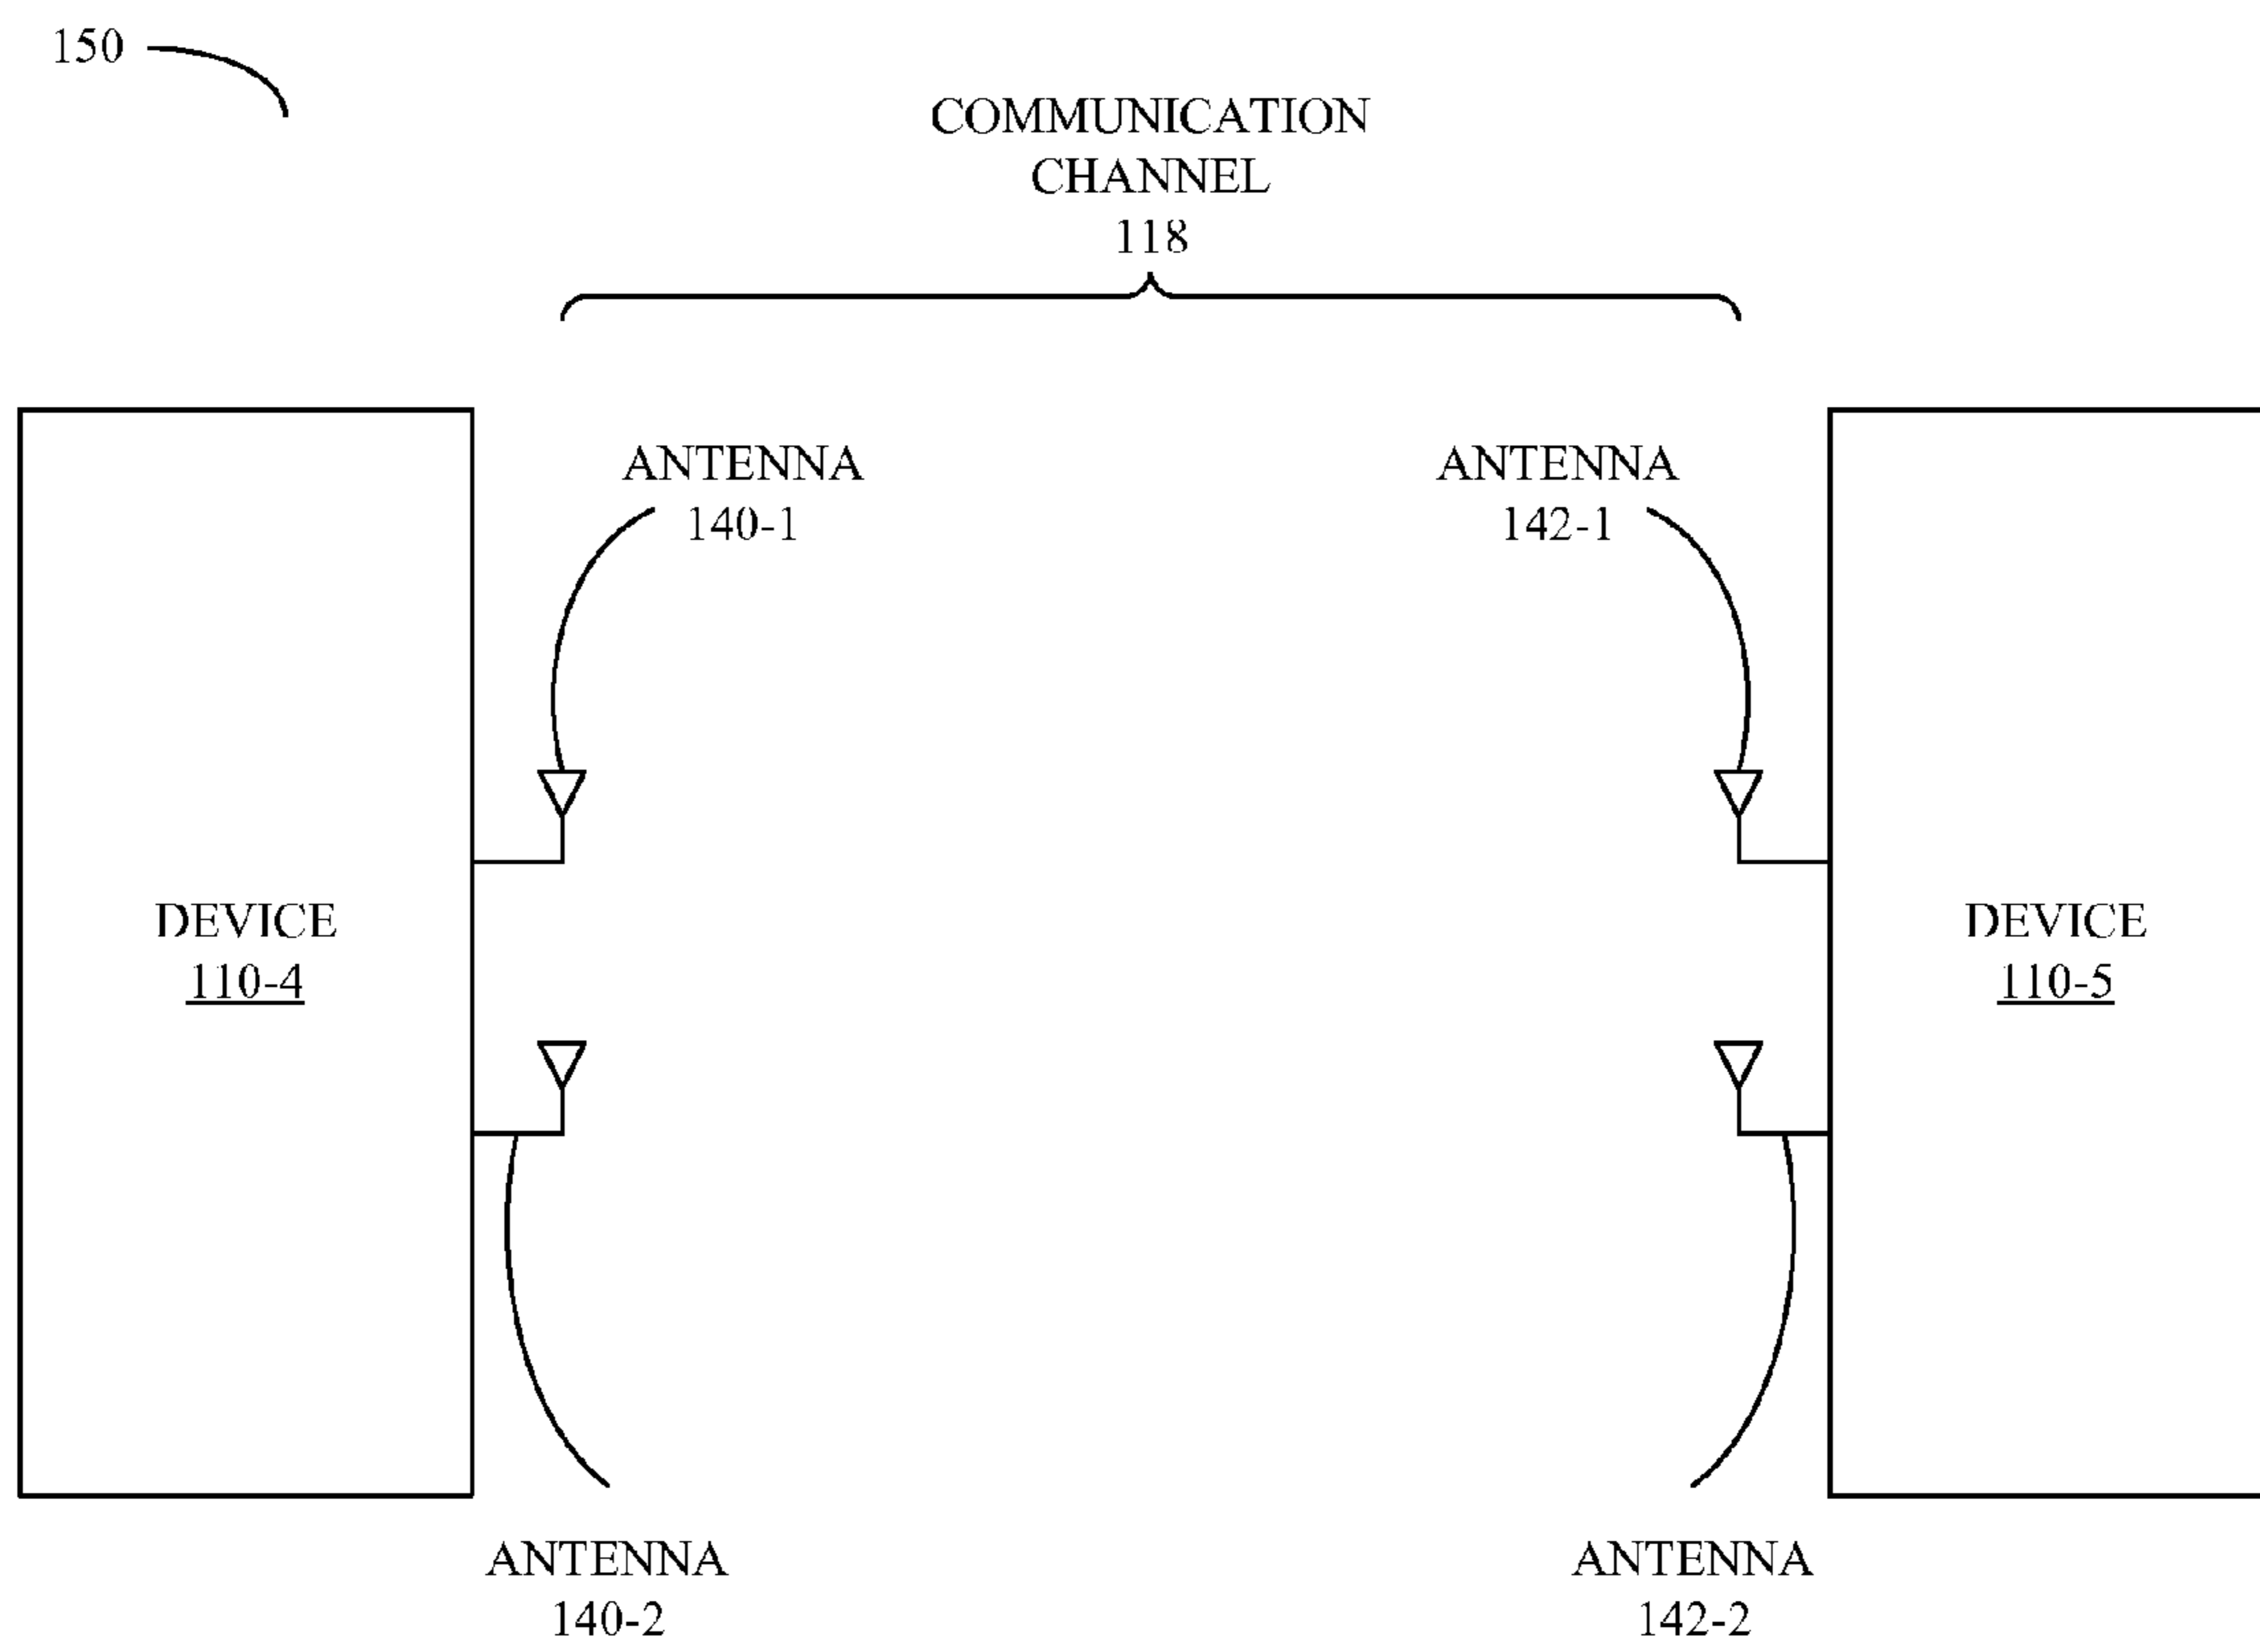 150
COMMUNICATION
CHANNEL
118
ANTENNA
140-1
ANTENNA
142-1
DEVICE
110-4
DEVICE
110-5
ANTENNA
140-2
ANTENNA
142-2